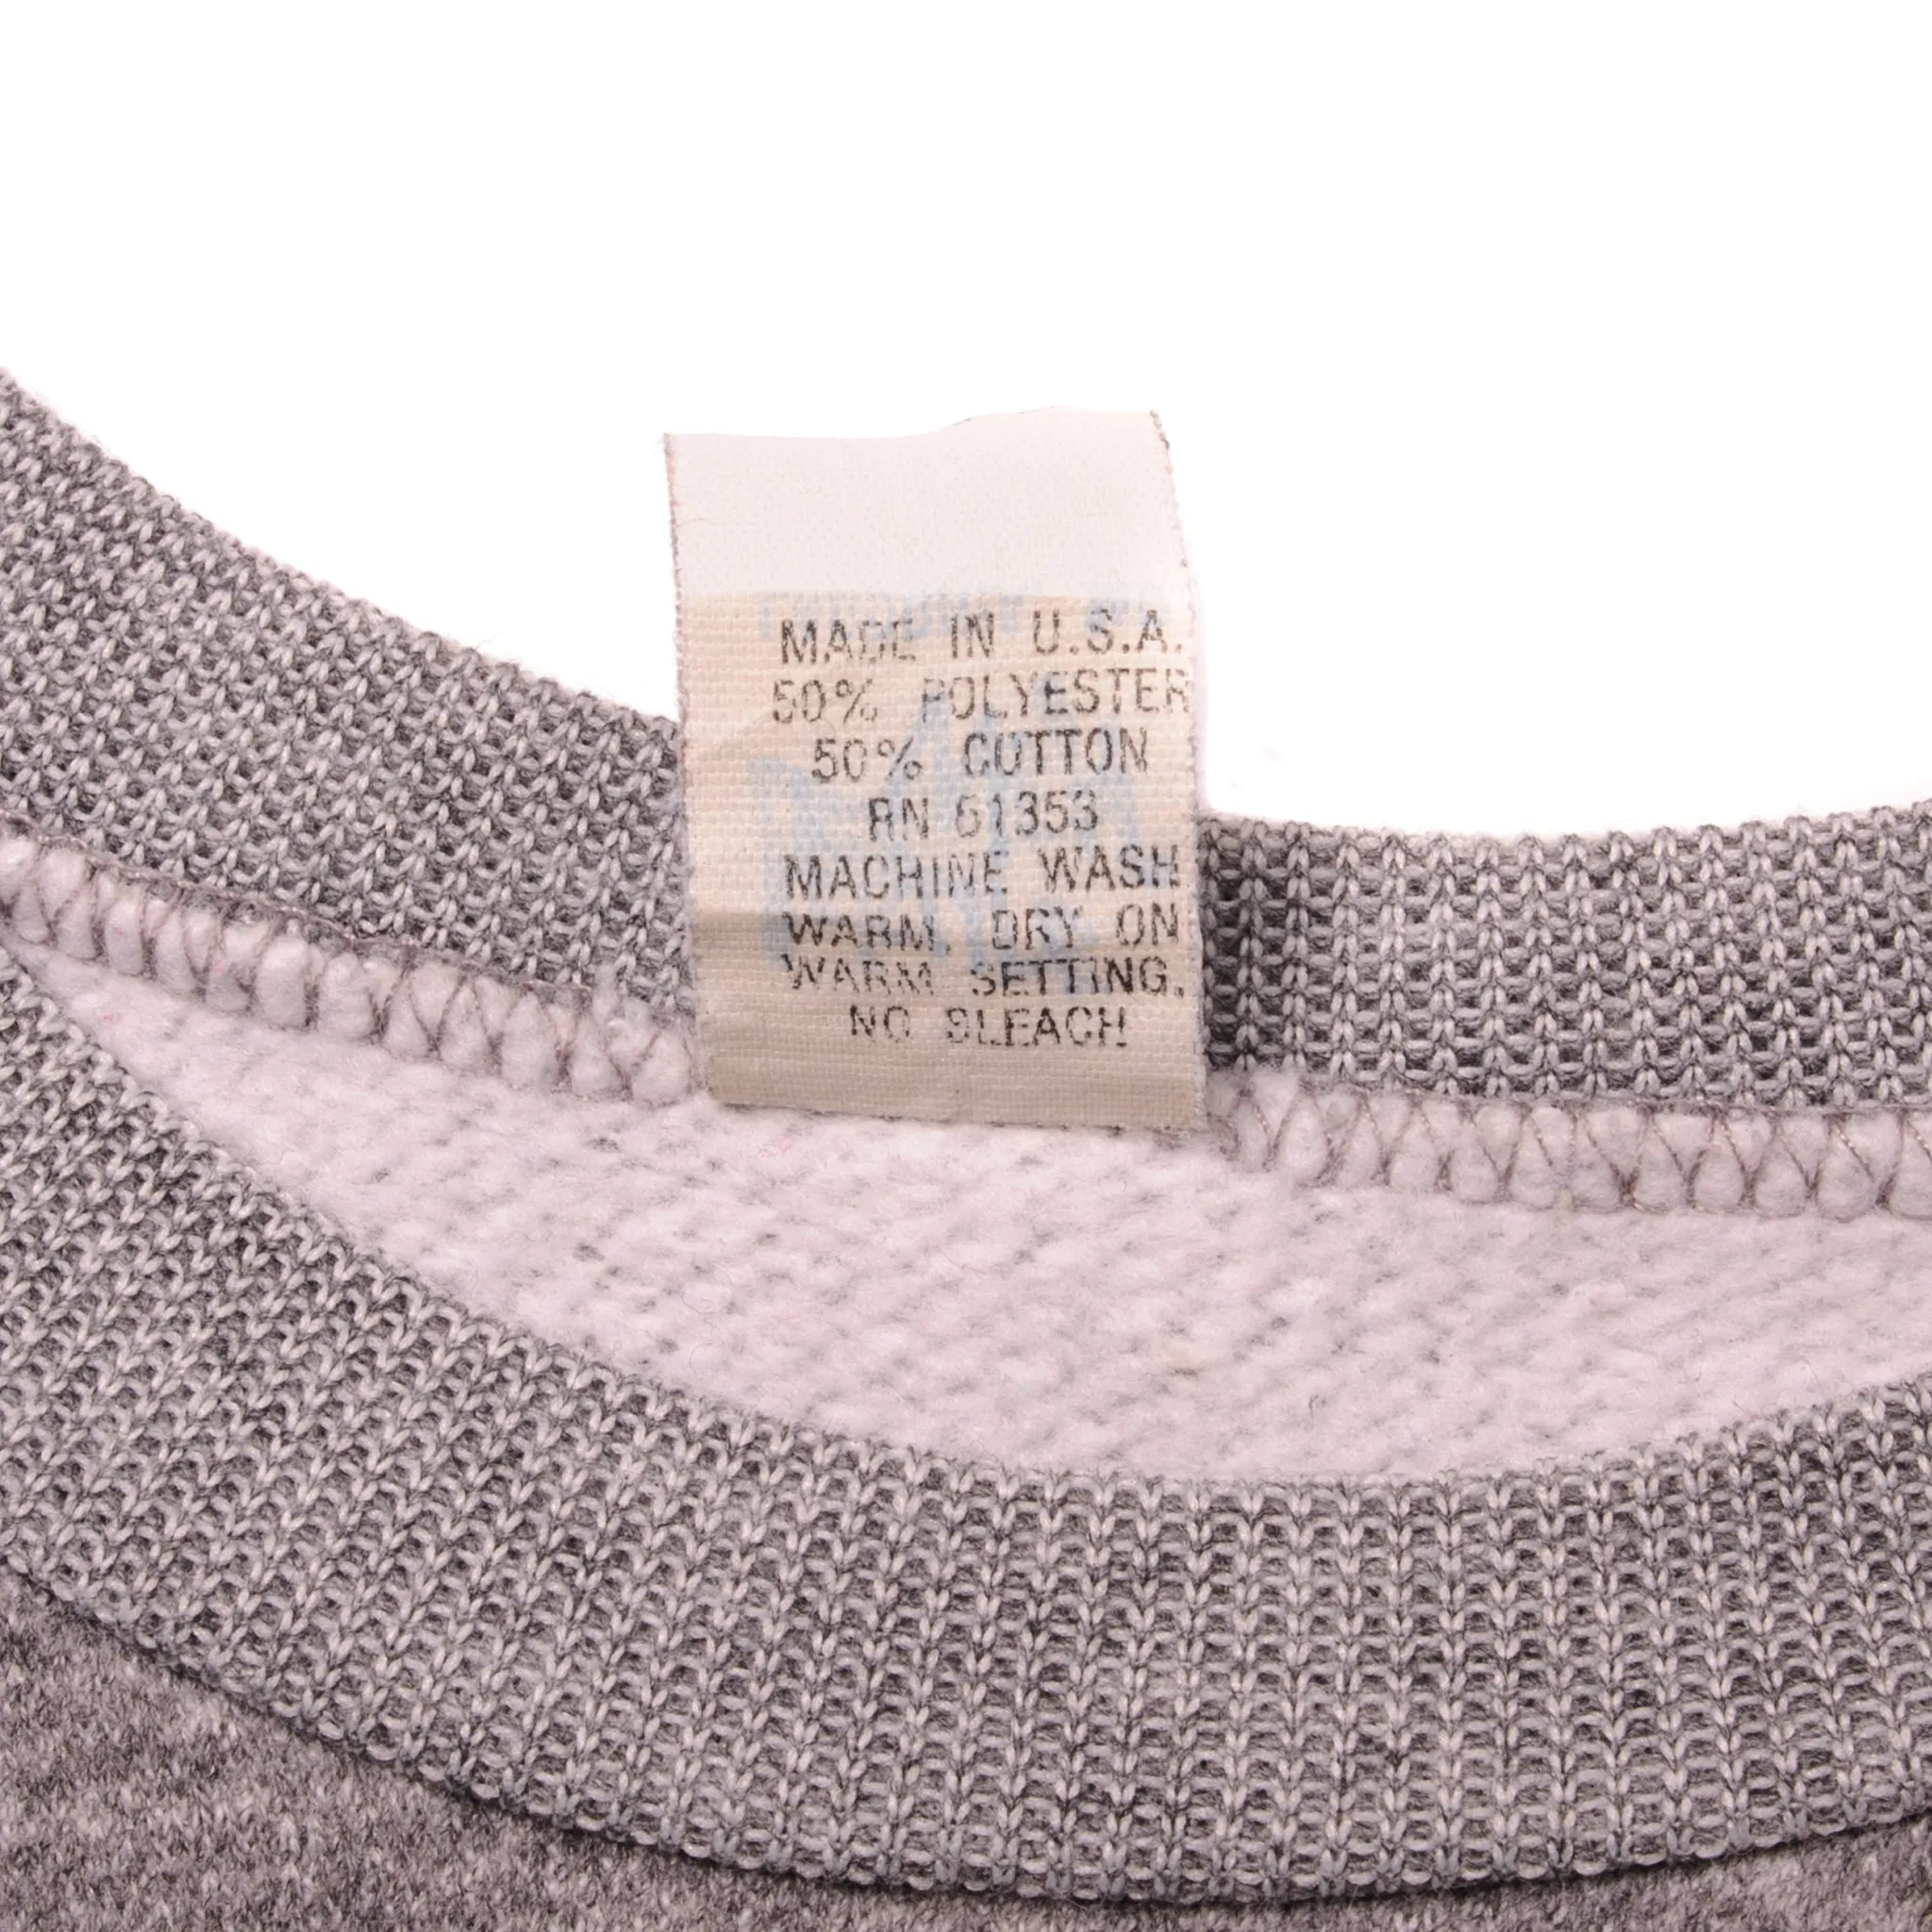 MADE IN U.S.A.
50% POLYESTER
50% COTTON
RN 61353
MACHINE WASH
WARM, DRY ON
WARM SETTING.
NO BLEACH